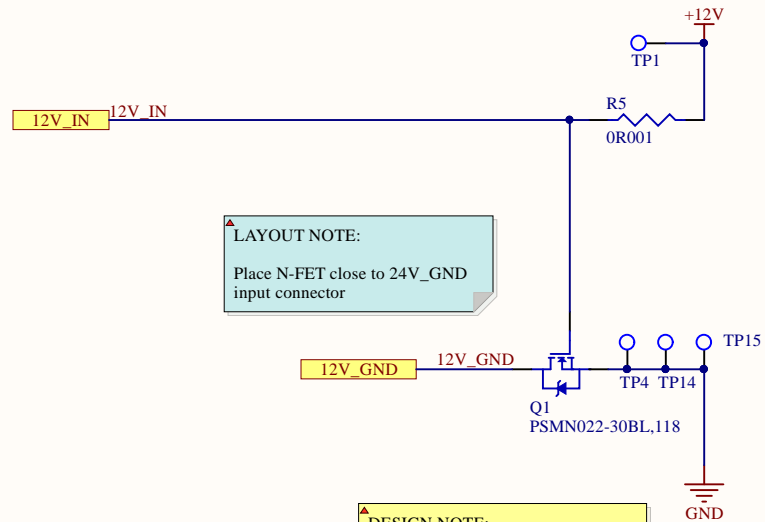 +12V
TP1
12V_IN
12V_IN
R5
0R001
LAYOUT NOTE:
Place N-FET close to 24V_GND
input connector
12V_GND
12V_GND
TP15
TP4
TP14
Q1
PSMN022-30BL,118
GND
DESIGN NOTE: